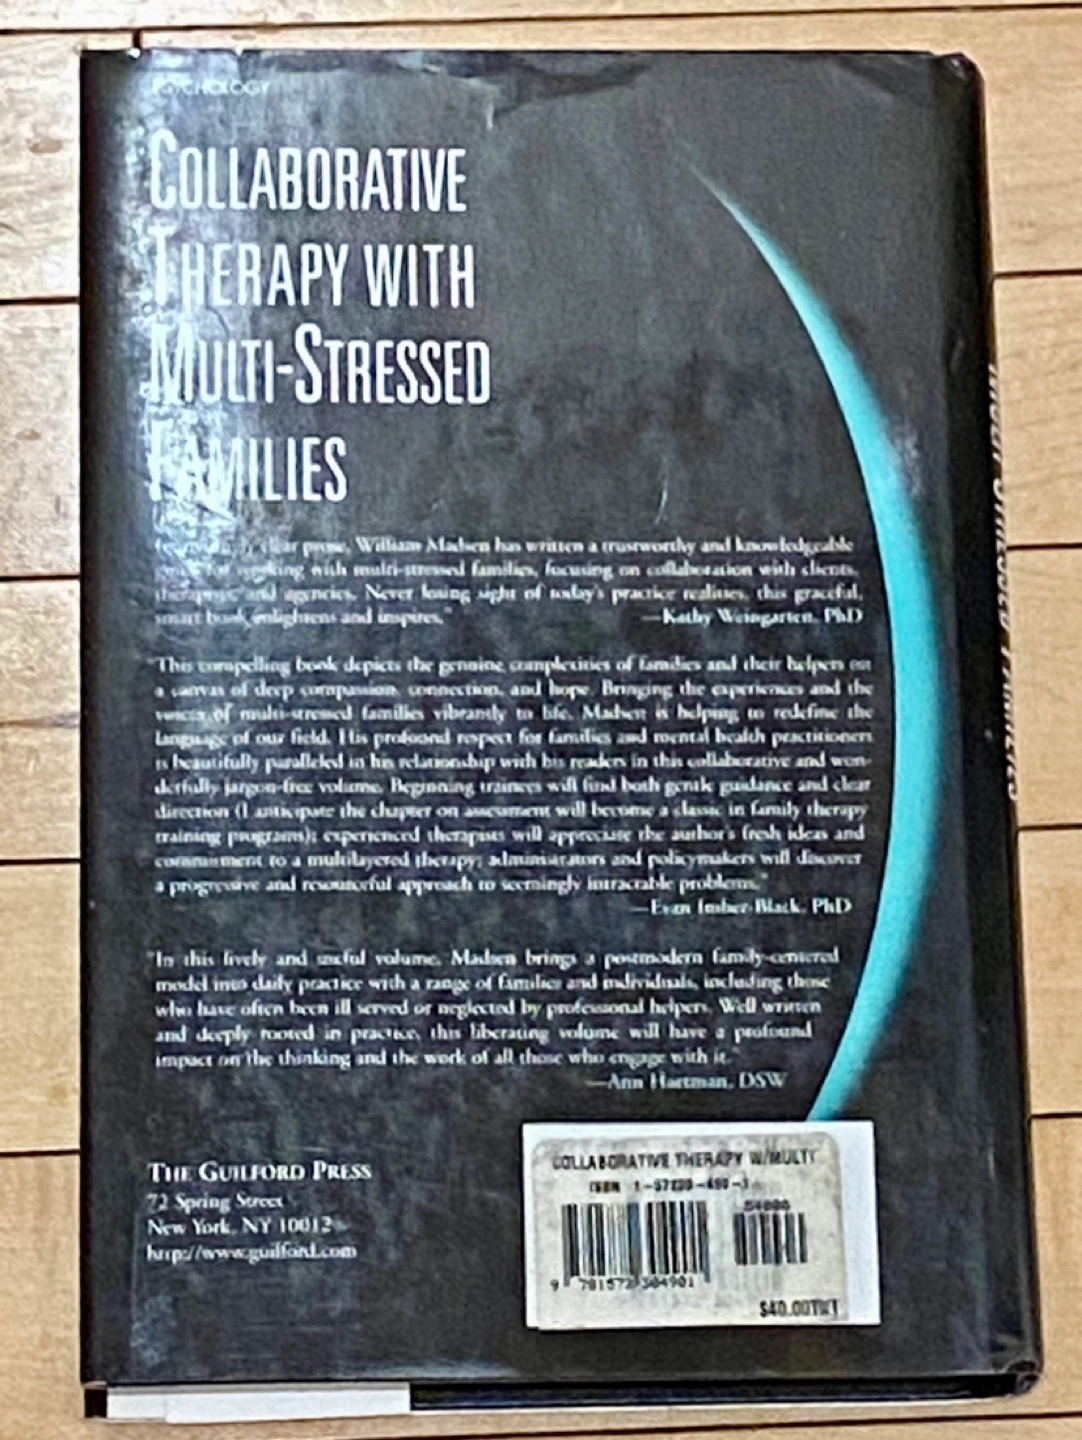 PSYCHOLOGY
COLLABORATIVE
THERAPY WITH
MULTI-STRESSED
FAMILIES
clear prose, William Madsen has written a trustworthy and knowledgeable
for working with multi-stressed families, focusing on collaboration with clients,
therapists, and agencies. Never losing sight of today's practice realities, this graceful,
smart book enlightens and inspires."
—Kathy Weingarten, PhD
"This compelling book depicts the genuine complexities of families and their helpers on
a canvas of deep compassion, connection, and hope. Bringing the experiences and the
voices of multi-stressed families vibrantly to life, Madsen is helping to redefine the
language of our field. His profound respect for families and mental health practitioners
is beautifully paralleled in his relationship with his readers in this collaborative and won-
derfully jargon-free volume. Beginning trainees will find both gentle guidance and clear
direction (I anticipate the chapter on assessment will become a classic in family therapy
training programs); experienced therapists will appreciate the author's fresh ideas and
commitment to a multilayered therapy; administrators and policymakers will discover
a progressive and resourceful approach to seemingly intractable problems."
—Evan Imber-Black, PhD
"In this lively and useful volume, Madsen brings a postmodern family-centered
model into daily practice with a range of families and individuals, including those
who have often been ill served or neglected by professional helpers. Well written
and deeply rooted in practice, this liberating volume will have a profound
impact on the thinking and the work of all those who engage with it."
—Ann Hartman, DSW
THE GUILFORD PRESS
72 Spring Street
New York, NY 10012
http://www.guilford.com
COLLABORATIVE THERAPY W/MULTI
ISBN 1-57230-490-3
54000
9 781572 304901
$40.00